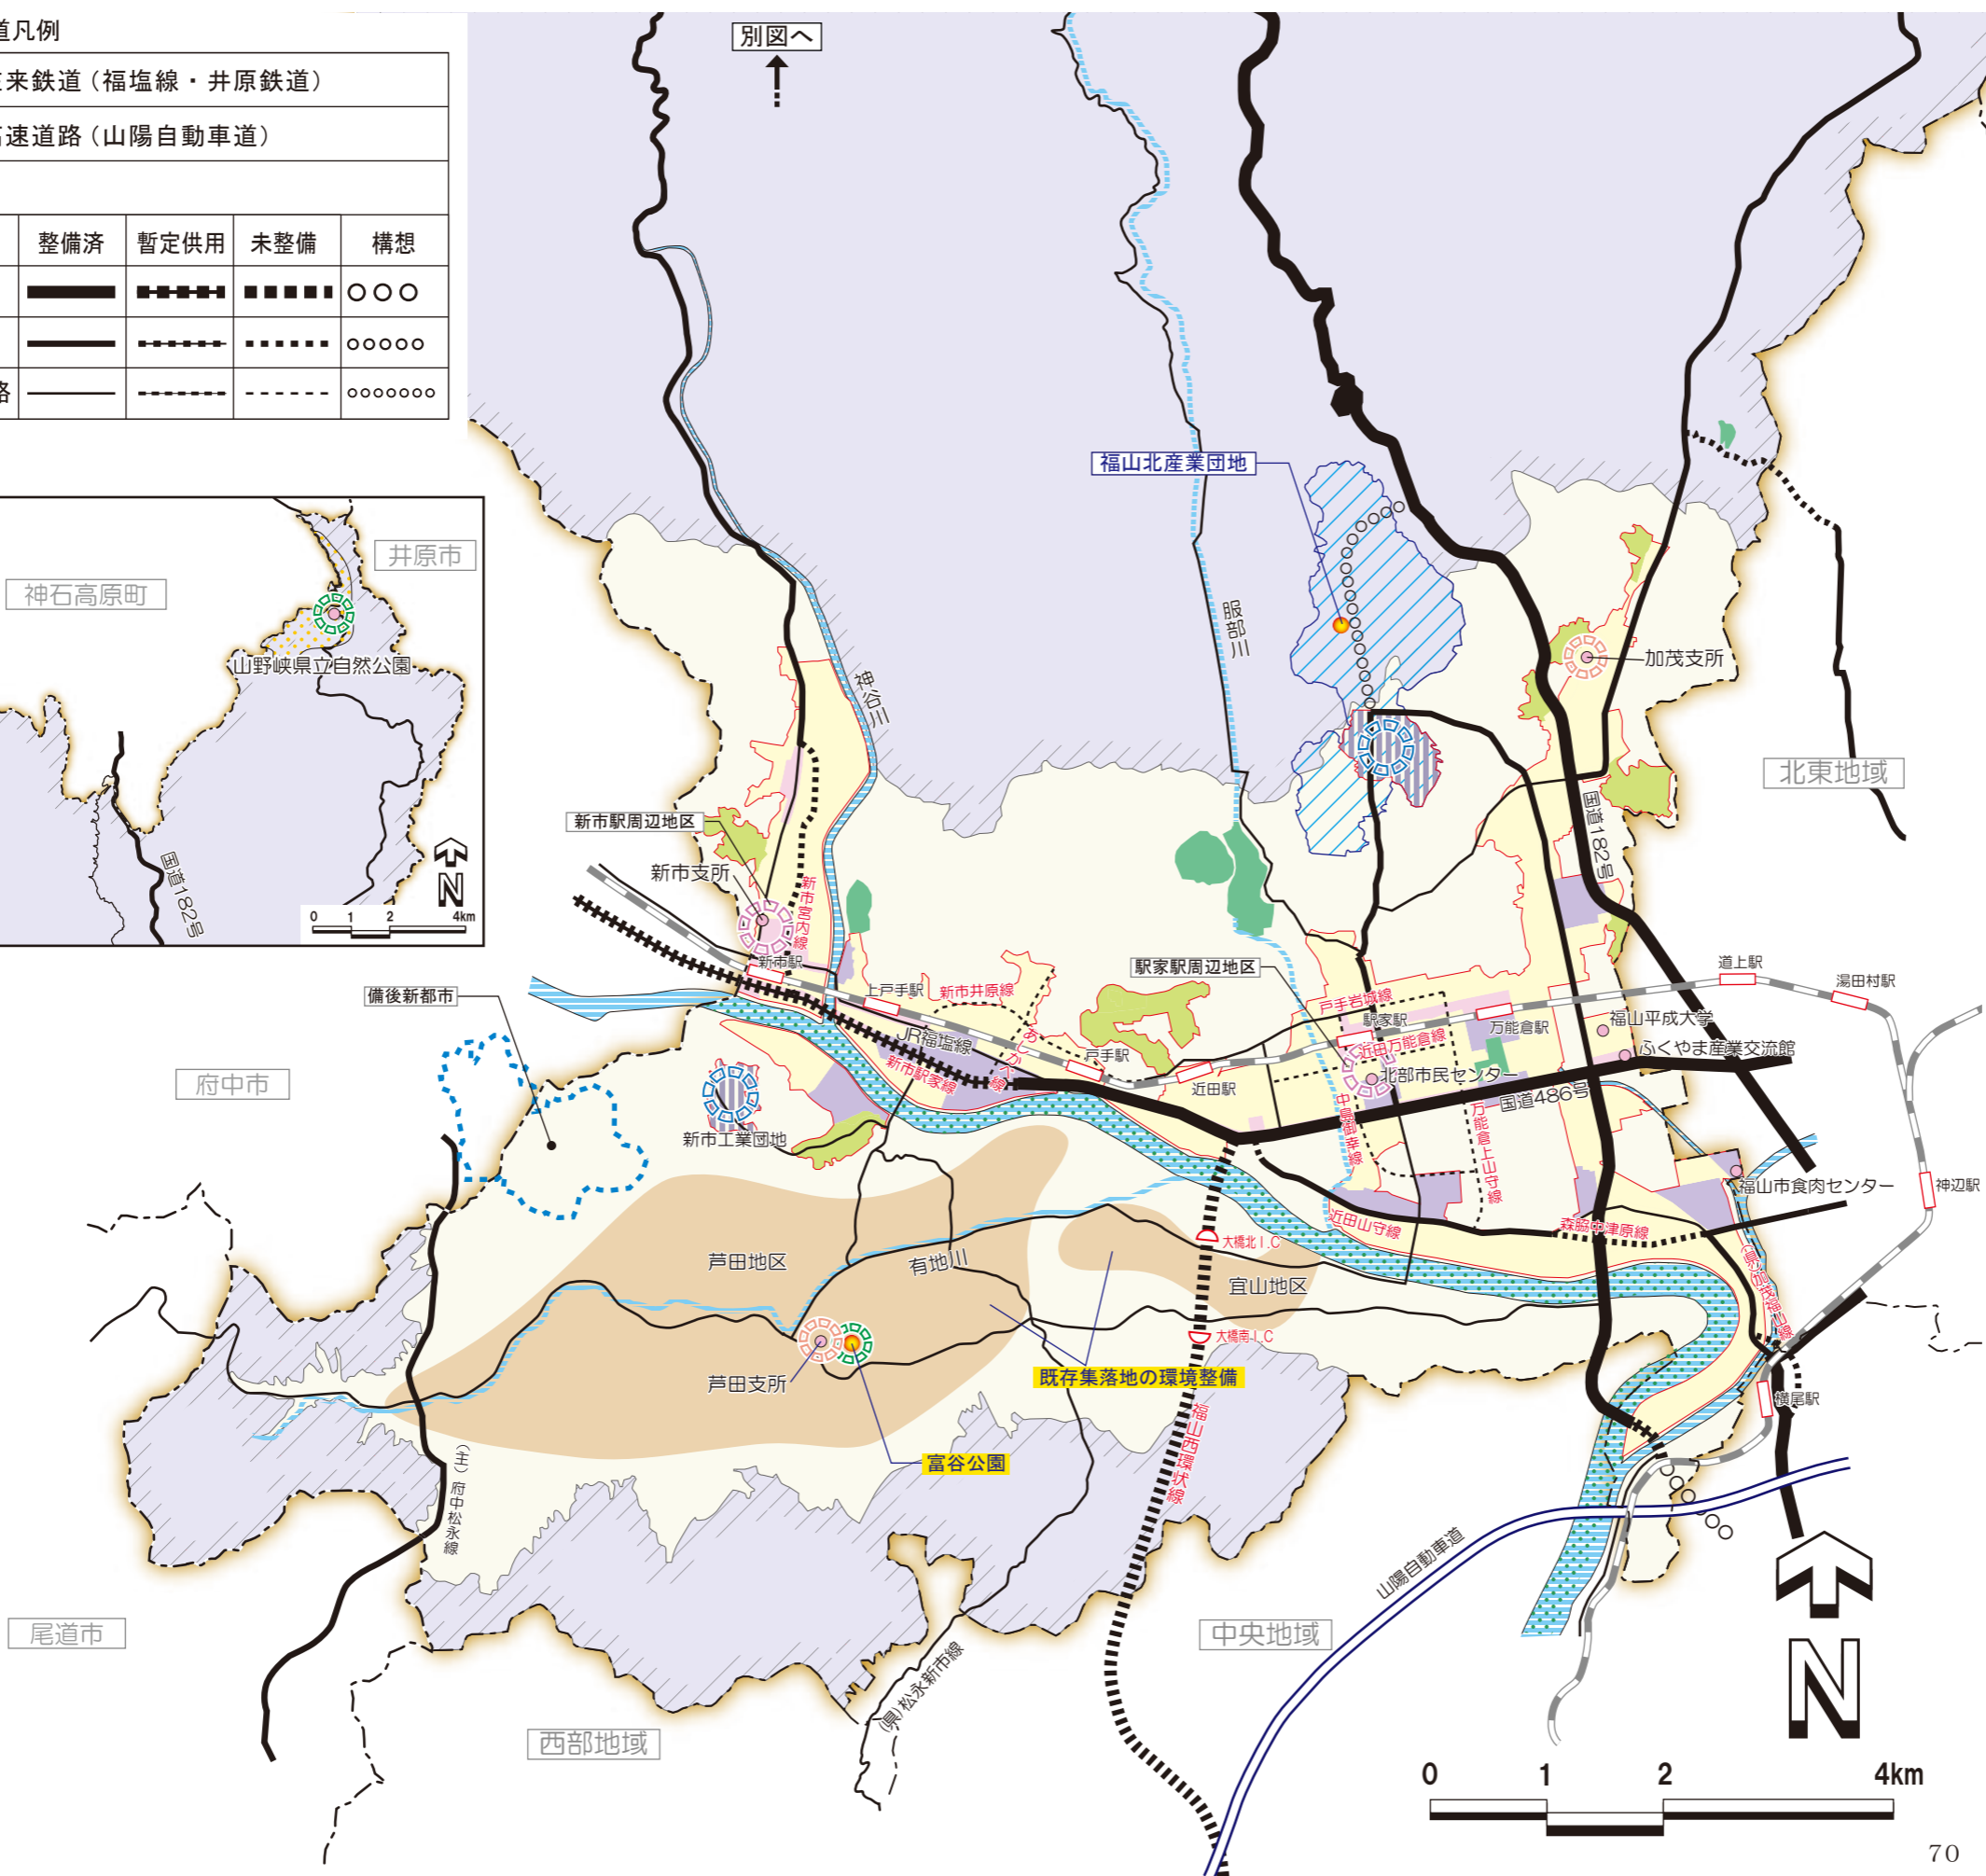 道凡例
来鉄道（福塩線・井原鉄道）
高速道路（山陽自動車道）
整備済 暫定供用 未整備 構想
路
別図へ
福山北産業団地
服部川
神谷川
加茂支所
国道182号
北東地域
井原市
神石高原町
山野峡県立自然公園
国道182号
N
0 1 2 4km
新市駅周辺地区
新市支所
新市宮内線
新市駅
備後新都市
上戸手駅
新市井原線
JR福塩線
新市駅家線
あしかべ線
戸手駅
近田駅
駅家駅周辺地区
戸手岩城線
駅家駅
近田万能倉線
万能倉駅
道上駅
湯田村駅
福山平成大学
ふくやま産業交流館
北部市民センター
国道486号
中島御幸線
万能倉上山守線
府中市
新市工業団地
福山市食肉センター
神辺駅
近田山守線
森脇中津原線
大橋北I.C
芦田地区
有地川
宜山地区
大橋南I.C
芦田支所
既存集落地の環境整備
横尾駅
福山西環状線
富谷公園
(主)府中松永線
山陽自動車道
尾道市
中央地域
(県)松永新市線
西部地域
N
0 1 2 4km
70